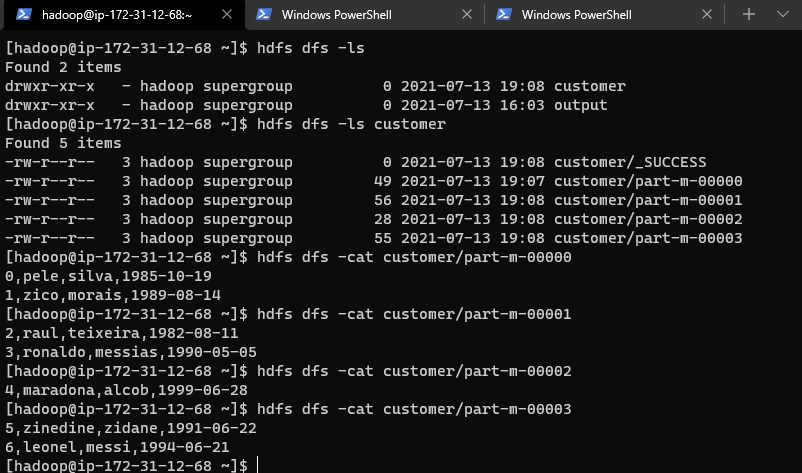 hadoop@ip-172-31-12-68:~ Windows PowerShell Windows PowerShell
[hadoop@ip-172-31-12-68 ~]$ hdfs dfs -ls
Found 2 items
drwxr-xr-x   - hadoop supergroup          0 2021-07-13 19:08 customer
drwxr-xr-x   - hadoop supergroup          0 2021-07-13 16:03 output
[hadoop@ip-172-31-12-68 ~]$ hdfs dfs -ls customer
Found 5 items
-rw-r--r--   3 hadoop supergroup          0 2021-07-13 19:08 customer/_SUCCESS
-rw-r--r--   3 hadoop supergroup         49 2021-07-13 19:07 customer/part-m-00000
-rw-r--r--   3 hadoop supergroup         56 2021-07-13 19:08 customer/part-m-00001
-rw-r--r--   3 hadoop supergroup         28 2021-07-13 19:08 customer/part-m-00002
-rw-r--r--   3 hadoop supergroup         55 2021-07-13 19:08 customer/part-m-00003
[hadoop@ip-172-31-12-68 ~]$ hdfs dfs -cat customer/part-m-00000
0,pele,silva,1985-10-19
1,zico,morais,1989-08-14
[hadoop@ip-172-31-12-68 ~]$ hdfs dfs -cat customer/part-m-00001
2,raul,teixeira,1982-08-11
3,ronaldo,messias,1990-05-05
[hadoop@ip-172-31-12-68 ~]$ hdfs dfs -cat customer/part-m-00002
4,maradona,alcob,1999-06-28
[hadoop@ip-172-31-12-68 ~]$ hdfs dfs -cat customer/part-m-00003
5,zinedine,zidane,1991-06-22
6,leonel,messi,1994-06-21
[hadoop@ip-172-31-12-68 ~]$